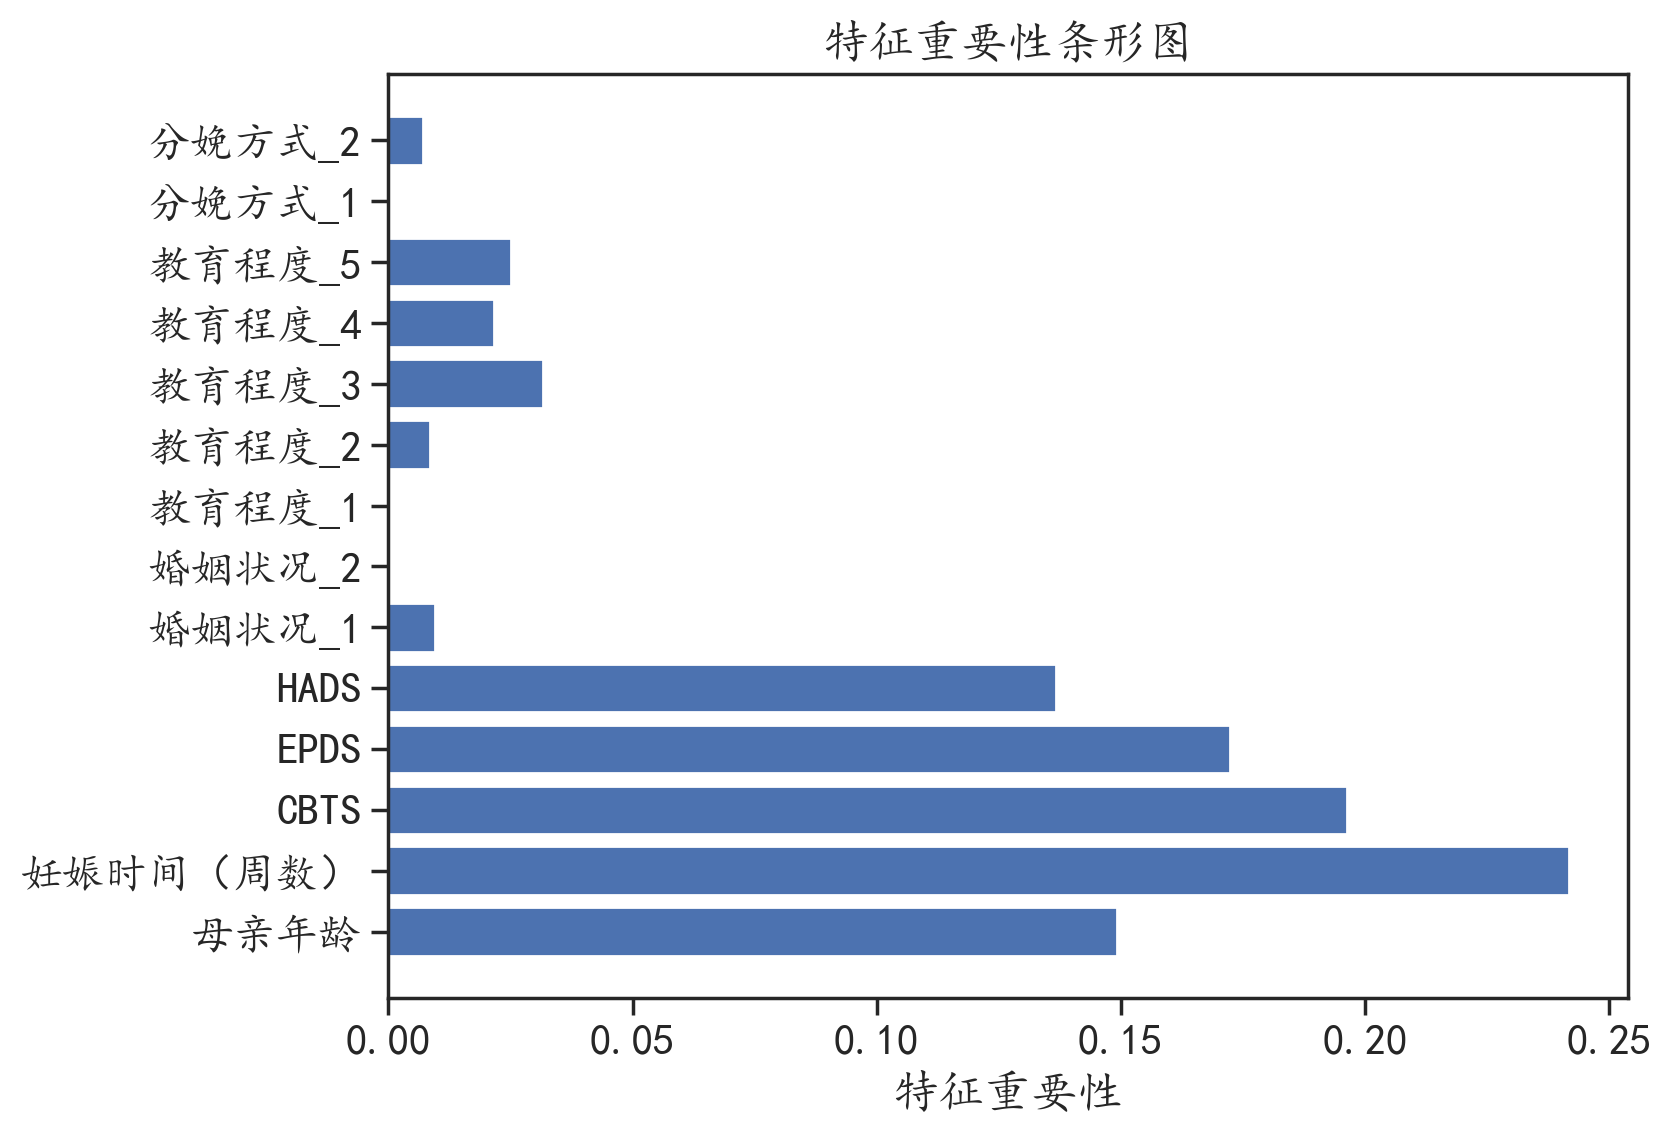 特征重要性条形图
分娩方式_2
分娩方式_1
教育程度_5
教育程度_4
教育程度_3
教育程度_2
教育程度_1
婚姻状况_2
婚姻状况_1
HADS
EPDS
CBTS
妊娠时间（周数）
母亲年龄
0.00 0.05 0.10 0.15 0.20 0.25
特征重要性